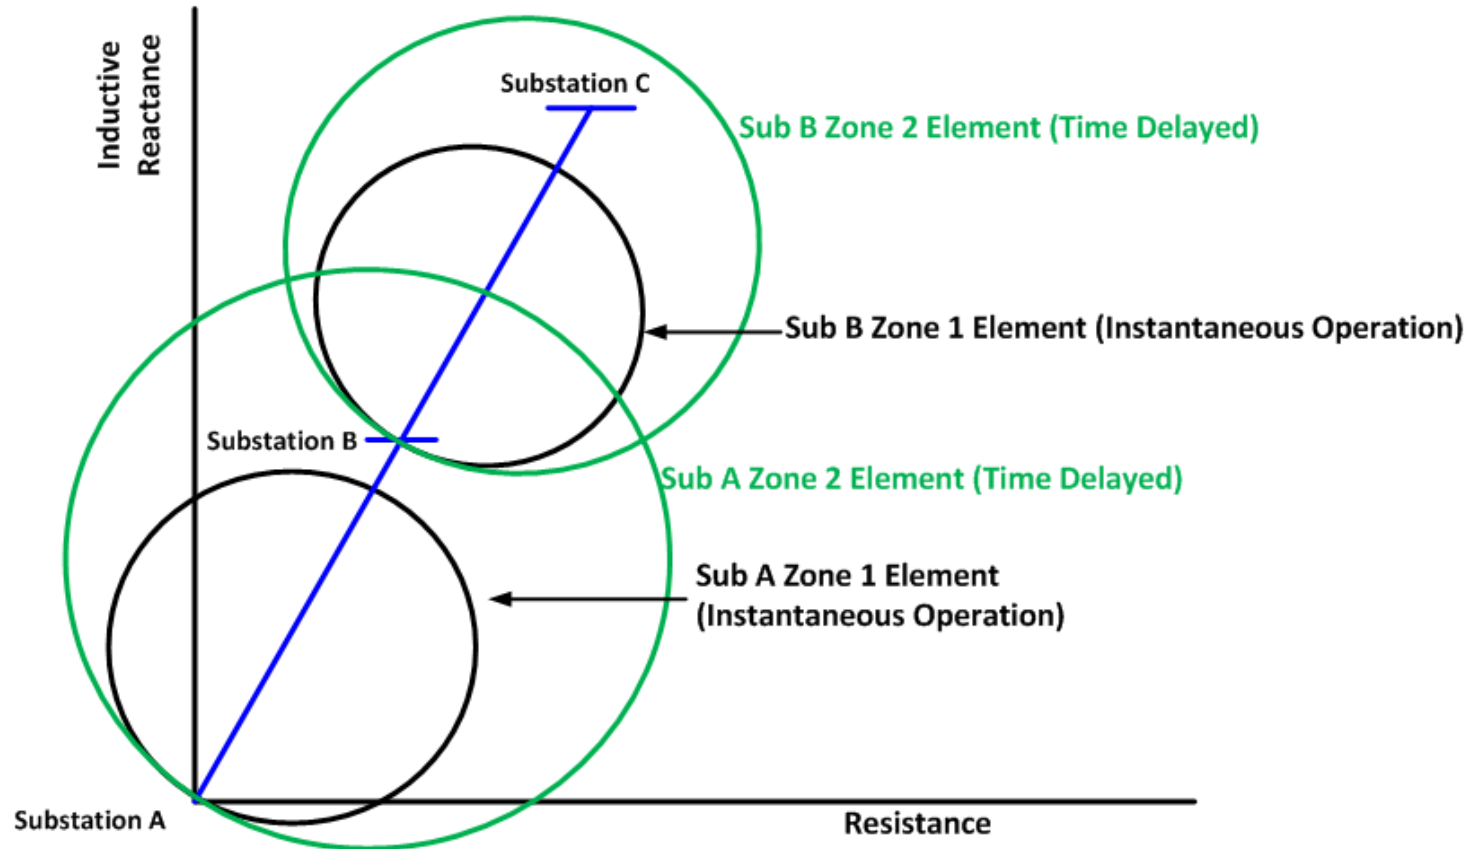 Inductive
Reactance
Substation C
Sub B Zone 2 Element (Time Delayed)
Sub B Zone 1 Element (Instantaneous Operation)
Substation B
Sub A Zone 2 Element (Time Delayed)
Sub A Zone 1 Element
(Instantaneous Operation)
Substation A
Resistance